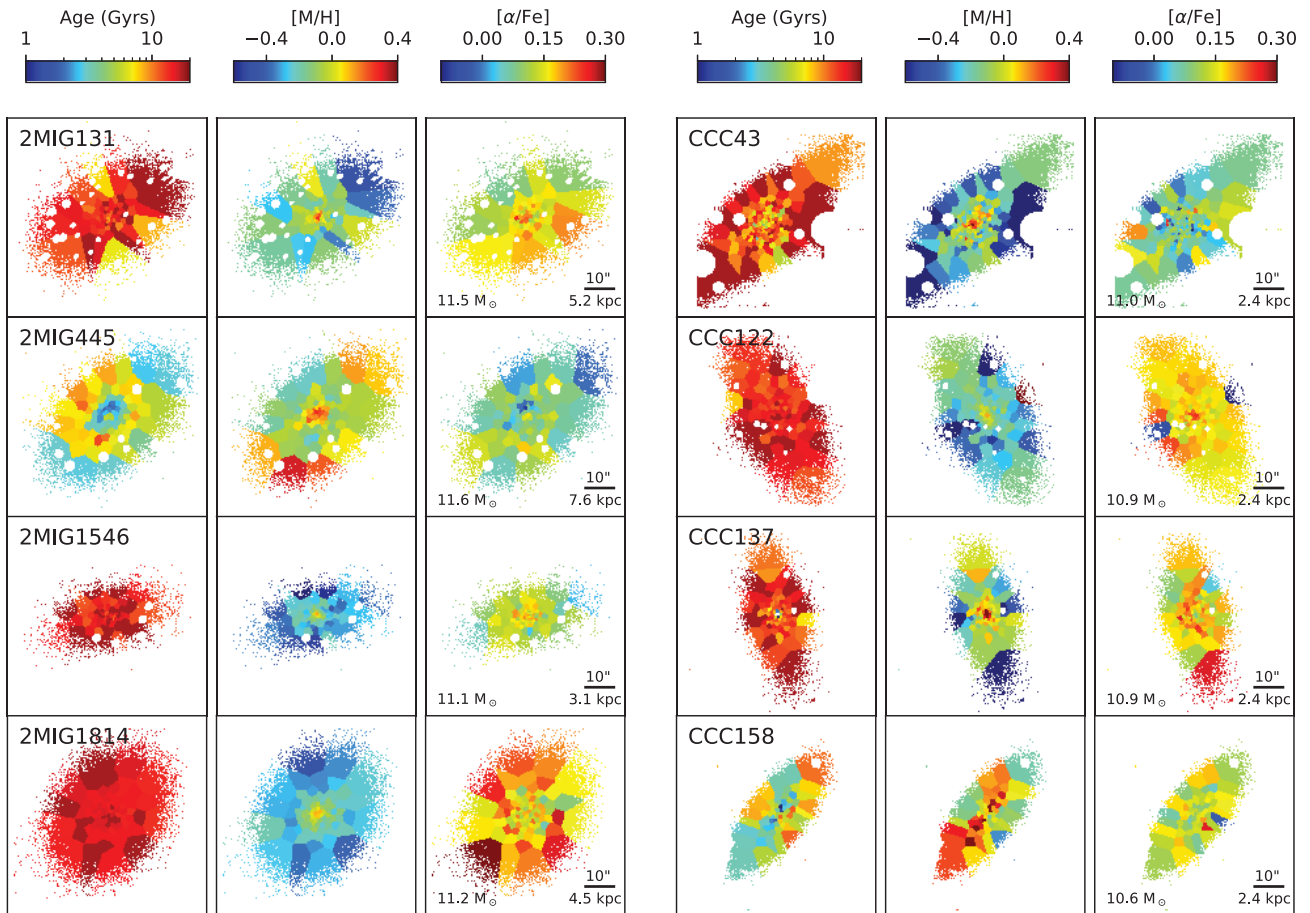 Age (Gyrs) [M/H] [α/Fe] Age (Gyrs) [M/H] [α/Fe]
1 10 −0.4 0.0 0.4 0.00 0.15 0.30 1 10 −0.4 0.0 0.4 0.00 0.15 0.30
2MIG131 CCC43
10" 10"
11.5 M⊙ 5.2 kpc 11.0 M⊙ 2.4 kpc
2MIG445 CCC122
10" 10"
11.6 M⊙ 7.6 kpc 10.9 M⊙ 2.4 kpc
2MIG1546 CCC137
10" 10"
11.1 M⊙ 3.1 kpc 10.9 M⊙ 2.4 kpc
2MIG1814 CCC158
10" 10"
11.2 M⊙ 4.5 kpc 10.6 M⊙ 2.4 kpc